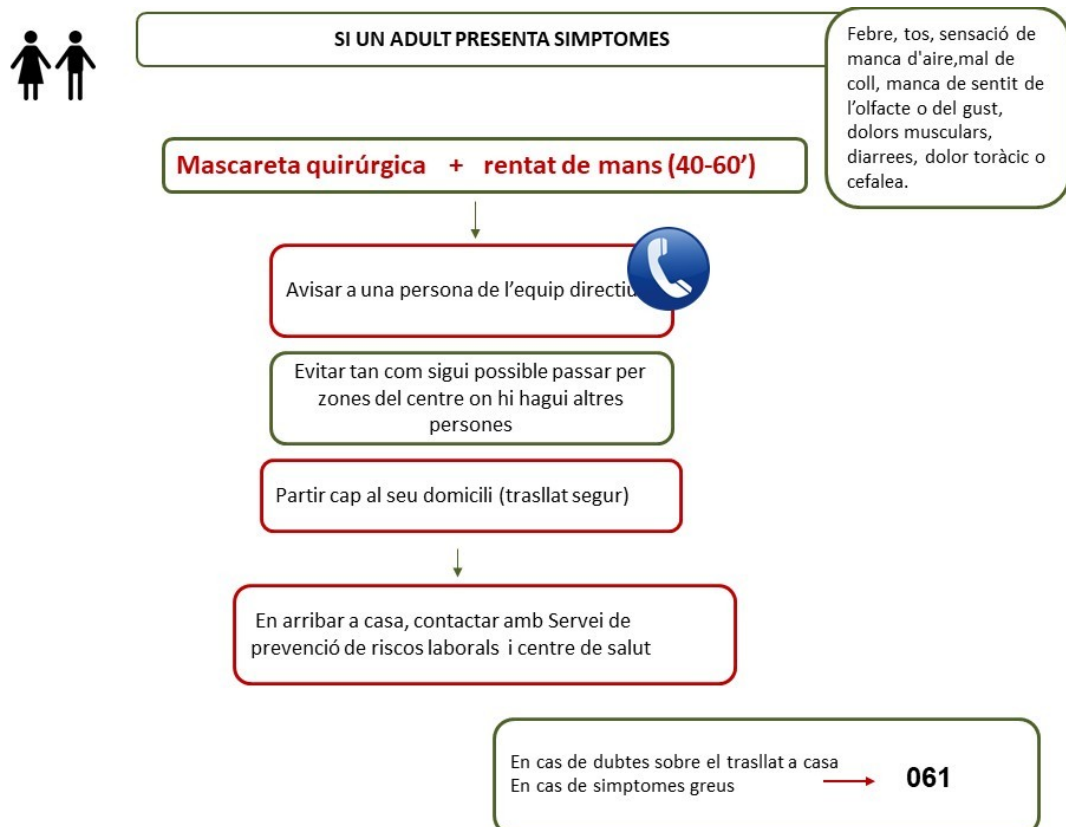 SI UN ADULT PRESENTA SIMPTOMES
Febre, tos, sensació de
manca d'aire,mal de
coll, manca de sentit de
l’olfacte o del gust,
dolors musculars,
diarrees, dolor toràcic o
cefalea.
Mascareta quirúrgica + rentat de mans (40-60’)
Avisar a una persona de l’equip directiu
Evitar tan com sigui possible passar per
zones del centre on hi hagui altres
persones
Partir cap al seu domicili (trasllat segur)
En arribar a casa, contactar amb Servei de
prevenció de riscos laborals i centre de salut
En cas de dubtes sobre el trasllat a casa
En cas de simptomes greus
061